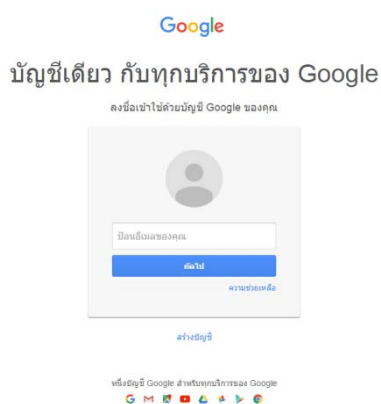 Google
บัญชีเดียว กับทุกบริการของ Google
ลงชื่อเข้าใช้ด้วยบัญชี Google ของคุณ
ป้อนอีเมลของคุณ
ถัดไป
ความช่วยเหลือ
สร้างบัญชี
หนึ่งบัญชี Google สำหรับทุกบริการของ Google